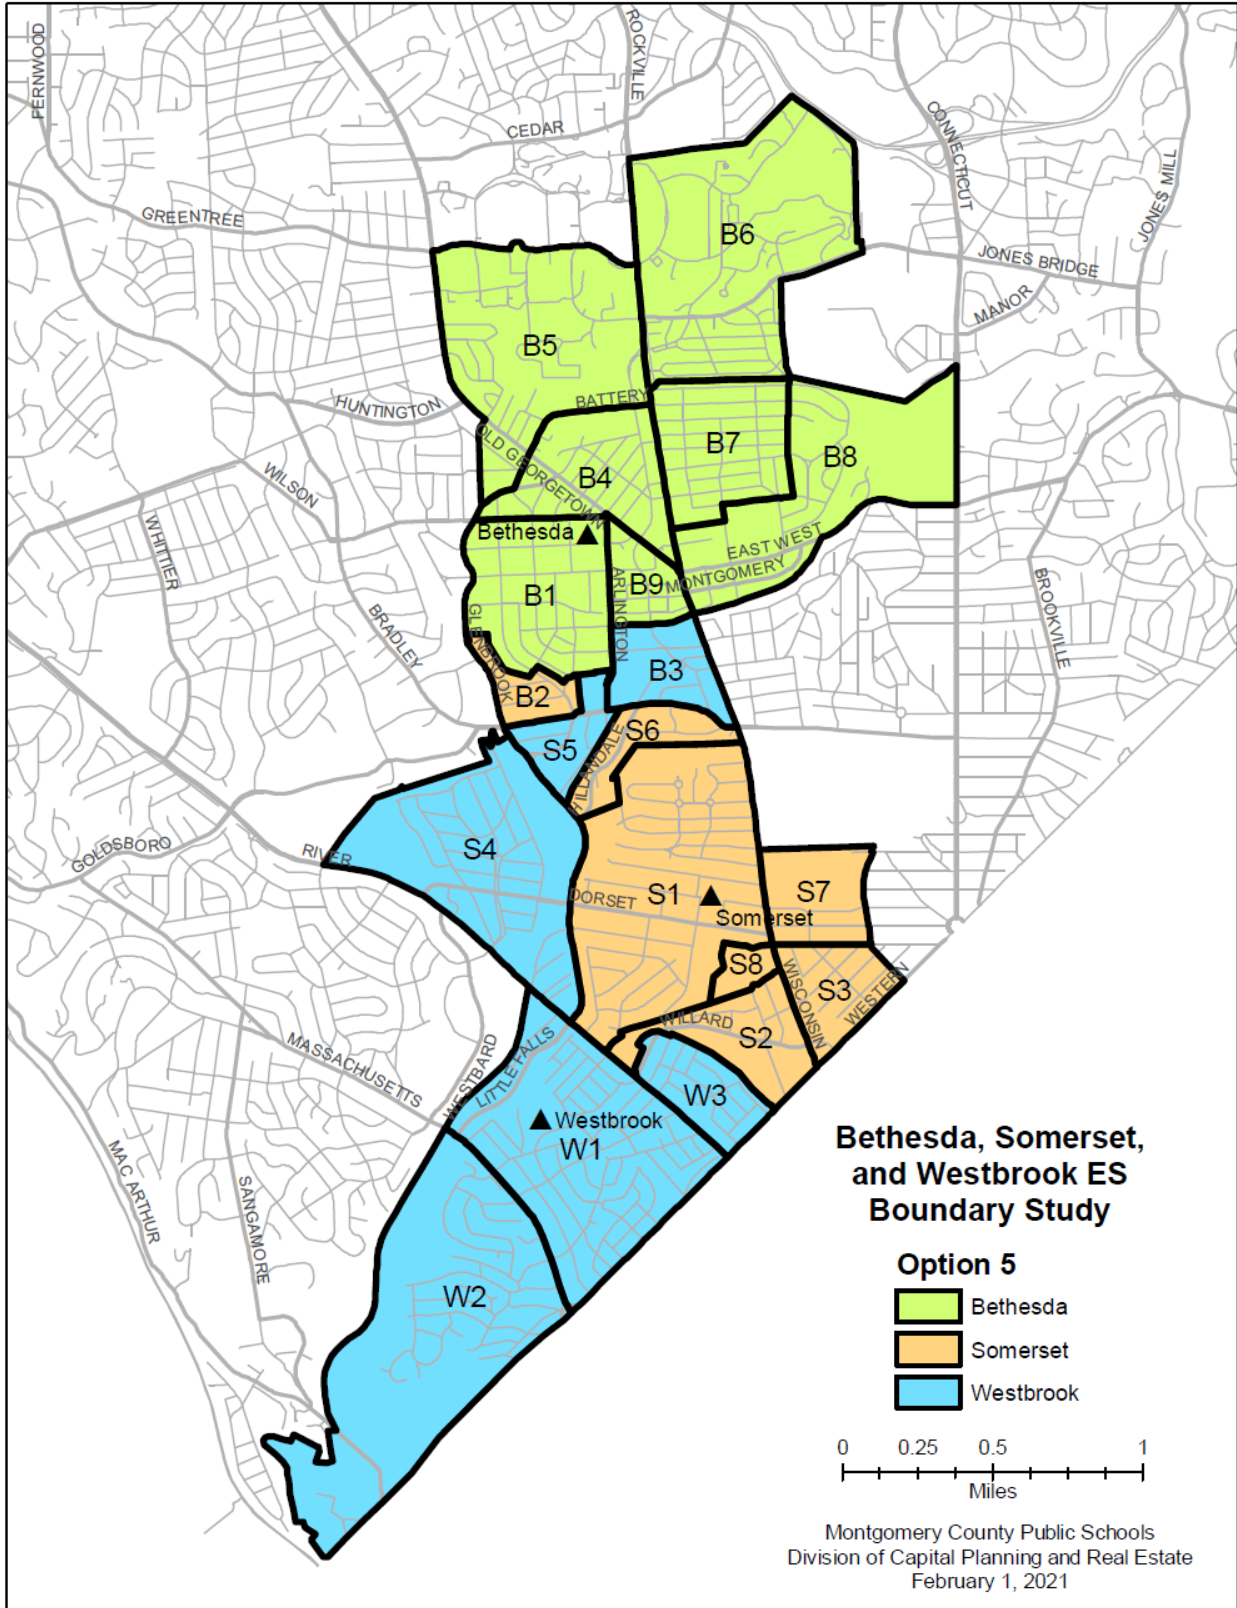 FERNWOOD
ROCKVILLE
CEDAR
CONNECTICUT
JONES MILL
GREENTREE
B6
JONES BRIDGE
MANOR
B5
HUNTINGTON
BATTERY
OLD GEORGETOWN
B7
B8
B4
WILSON
WHITTIER
Bethesda
EAST WEST
MONTGOMERY
ARLINGTON
B9
B1
BROOKVILLE
BRADLEY
GLENBROOK
B3
B2
S6
S5
HILLANDALE
S4
GOLDSBORO
RIVER
DORSET
S1
S7
Somerset
S8
WISCONSIN
S3
WESTERN
WILLARD
S2
MASSACHUSETTS
WESTBARD
LITTLE FALLS
W3
Westbrook
W1
MAC ARTHUR
SANGAMORE
W2
Bethesda, Somerset,
and Westbrook ES
Boundary Study
Option 5
Bethesda
Somerset
Westbrook
0 0.25 0.5 1
Miles
Montgomery County Public Schools
Division of Capital Planning and Real Estate
February 1, 2021